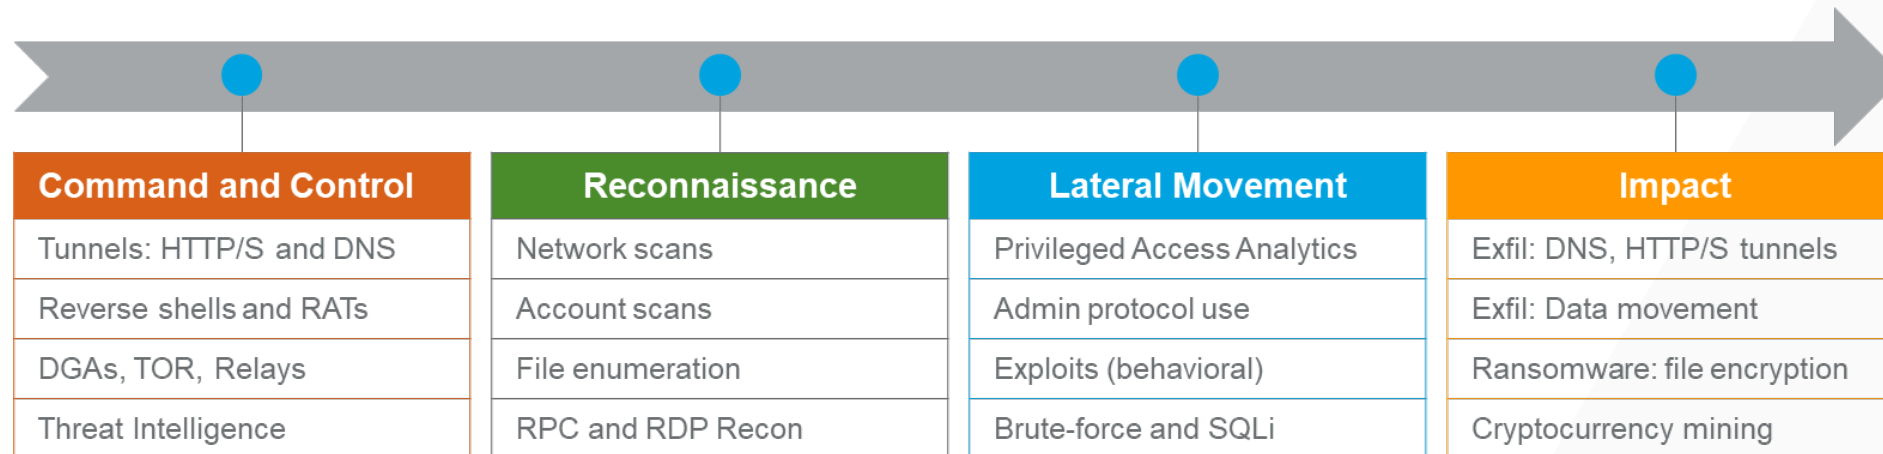 Command and Control
Tunnels: HTTP/S and DNS
Reverse shells and RATs
DGAs, TOR, Relays
Threat Intelligence
Reconnaissance
Network scans
Account scans
File enumeration
RPC and RDP Recon
Lateral Movement
Privileged Access Analytics
Admin protocol use
Exploits (behavioral)
Brute-force and SQLi
Impact
Exfil: DNS, HTTP/S tunnels
Exfil: Data movement
Ransomware: file encryption
Cryptocurrency mining